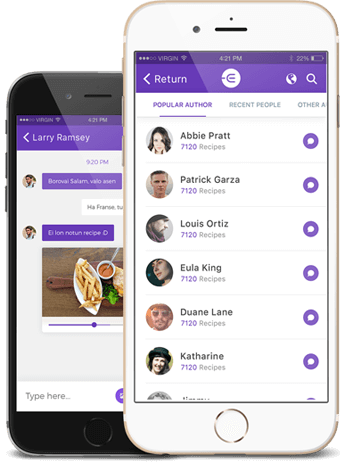 VIRGIN 4:21 PM
Larry Ramsey
9.20 PM
Borovai Salam, valo asen
Ha Franse, tu
Ei lon notun recipe :D
Type here...
VIRGIN 4:21 PM 22%
Return
POPULAR AUTHOR RECENT PEOPLE OTHER A
Abbie Pratt
7120 Recipes
Patrick Garza
7120 Recipes
Louis Ortiz
7120 Recipes
Eula King
7120 Recipes
Duane Lane
7120 Recipes
Katharine
7120 Recipes
Jimmy